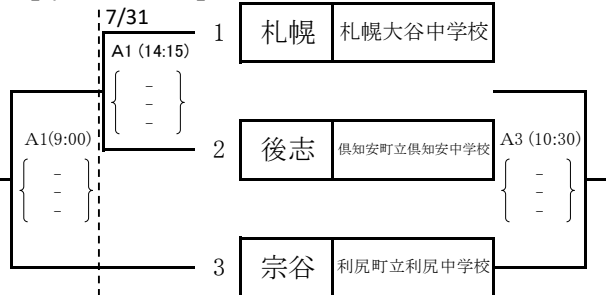 7/31
1 札幌 札幌大谷中学校
A1 (14:15)
–
–
–
A1(9:00)
2 後志 倶知安町立倶知安中学校
A3 (10:30)
–
–
–
–
–
–
3 宗谷 利尻町立利尻中学校